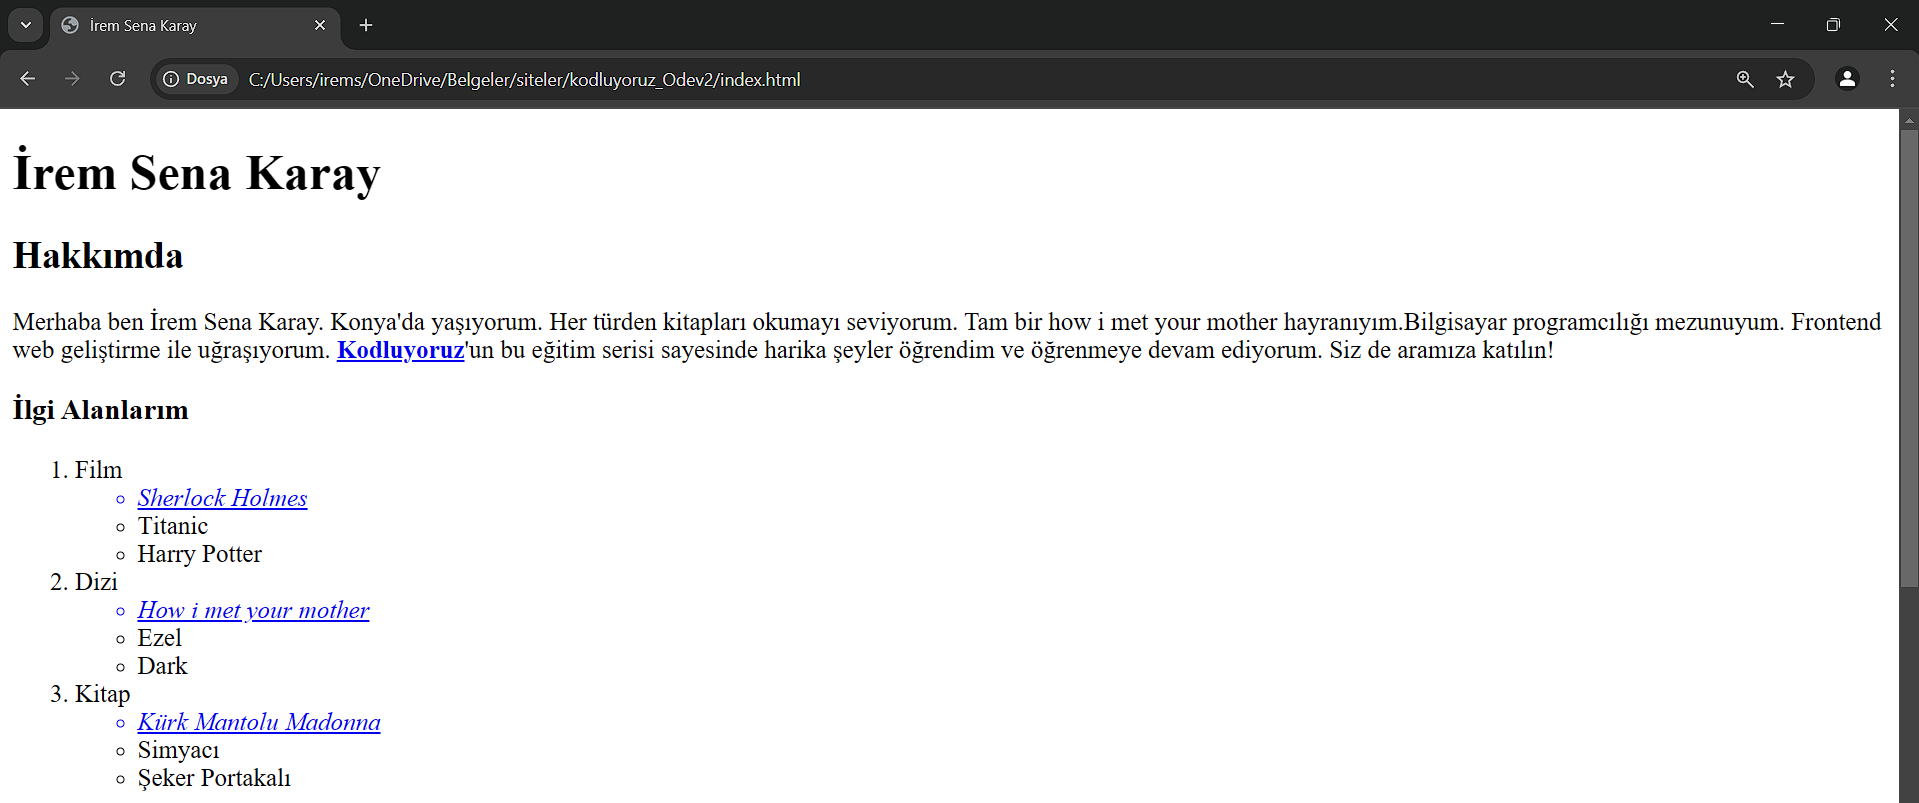 İrem Sena Karay
Dosya
C:/Users/irems/OneDrive/Belgeler/siteler/kodluyoruz_Odev2/index.html
İrem Sena Karay
Hakkımda
Merhaba ben İrem Sena Karay. Konya'da yaşıyorum. Her türden kitapları okumayı seviyorum. Tam bir how i met your mother hayranıyım.Bilgisayar programcılığı mezunuyum. Frontend
web geliştirme ile uğraşıyorum. Kodluyoruz'un bu eğitim serisi sayesinde harika şeyler öğrendim ve öğrenmeye devam ediyorum. Siz de aramıza katılın!
İlgi Alanlarım
1. Film
Sherlock Holmes
Titanic
Harry Potter
2. Dizi
How i met your mother
Ezel
Dark
3. Kitap
Kürk Mantolu Madonna
Simyacı
Şeker Portakalı